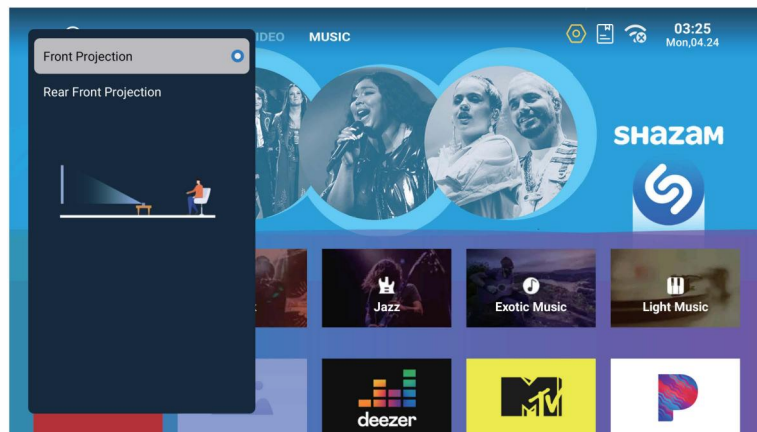 Front Projection
Rear Front Projection
IDEO MUSIC
03:25
Mon,04.24
SHAZAM
Jazz
Exotic Music
Light Music
deezer
MTV